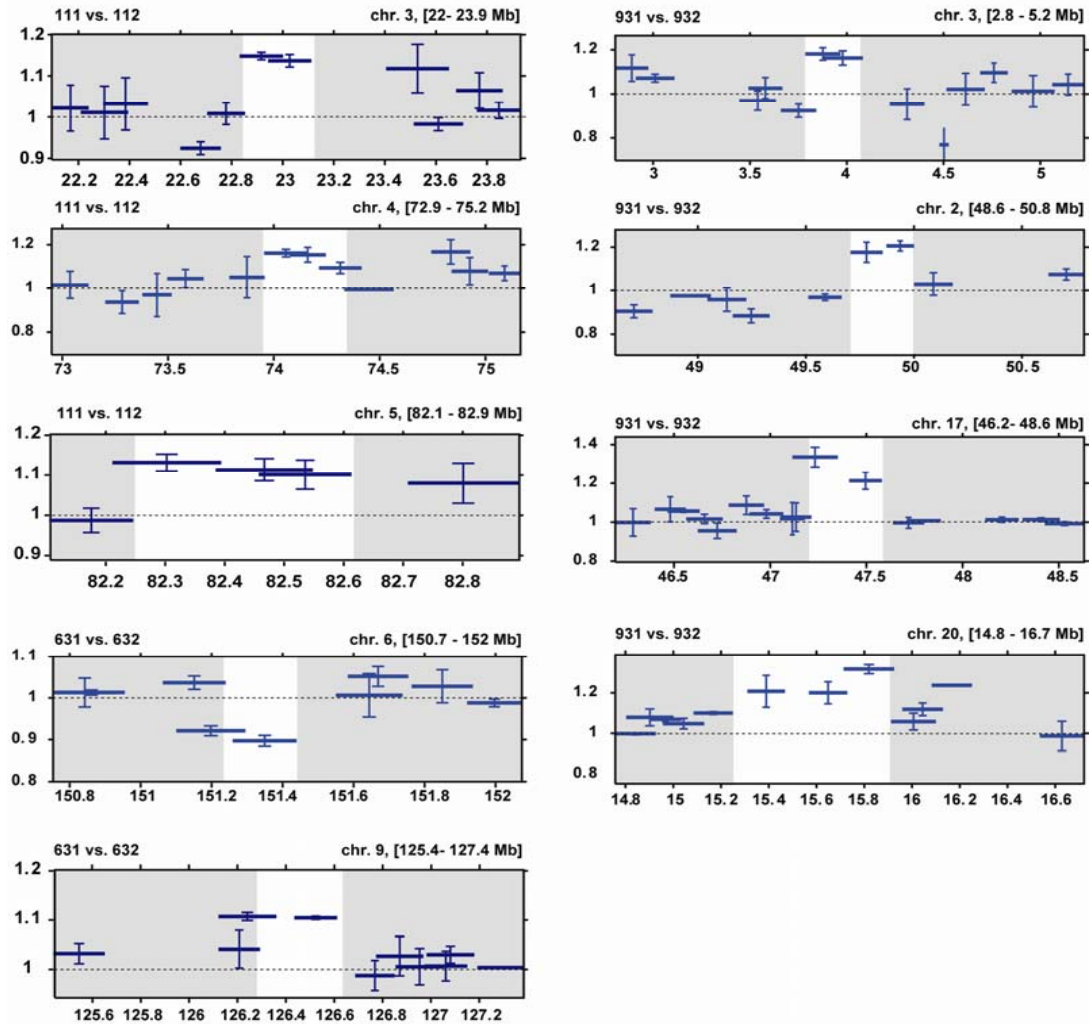 111 vs. 112 chr. 3, [22- 23.9 Mb]
1.2
1.1
1
0.9
22.2 22.4 22.6 22.8 23 23.2 23.4 23.6 23.8
111 vs. 112 chr. 4, [72.9 - 75.2 Mb]
1.2
1
0.8
73 73.5 74 74.5 75
111 vs. 112 chr. 5, [82.1 - 82.9 Mb]
1.2
1.1
1
0.9
82.2 82.3 82.4 82.5 82.6 82.7 82.8
631 vs. 632 chr. 6, [150.7 - 152 Mb]
1.1
1
0.9
0.8
150.8 151 151.2 151.4 151.6 151.8 152
631 vs. 632 chr. 9, [125.4- 127.4 Mb]
1.2
1.1
1
125.6 125.8 126 126.2 126.4 126.6 126.8 127 127.2
931 vs. 932 chr. 3, [2.8 - 5.2 Mb]
1.2
1
0.8
3 3.5 4 4.5 5
931 vs. 932 chr. 2, [48.6 - 50.8 Mb]
1.2
1
0.8
49 49.5 50 50.5
931 vs. 932 chr. 17, [46.2- 48.6 Mb]
1.4
1.2
1
0.8
46.5 47 47.5 48 48.5
931 vs. 932 chr. 20, [14.8 - 16.7 Mb]
1.2
1
0.8
14.8 15 15.2 15.4 15.6 15.8 16 16.2 16.4 16.6